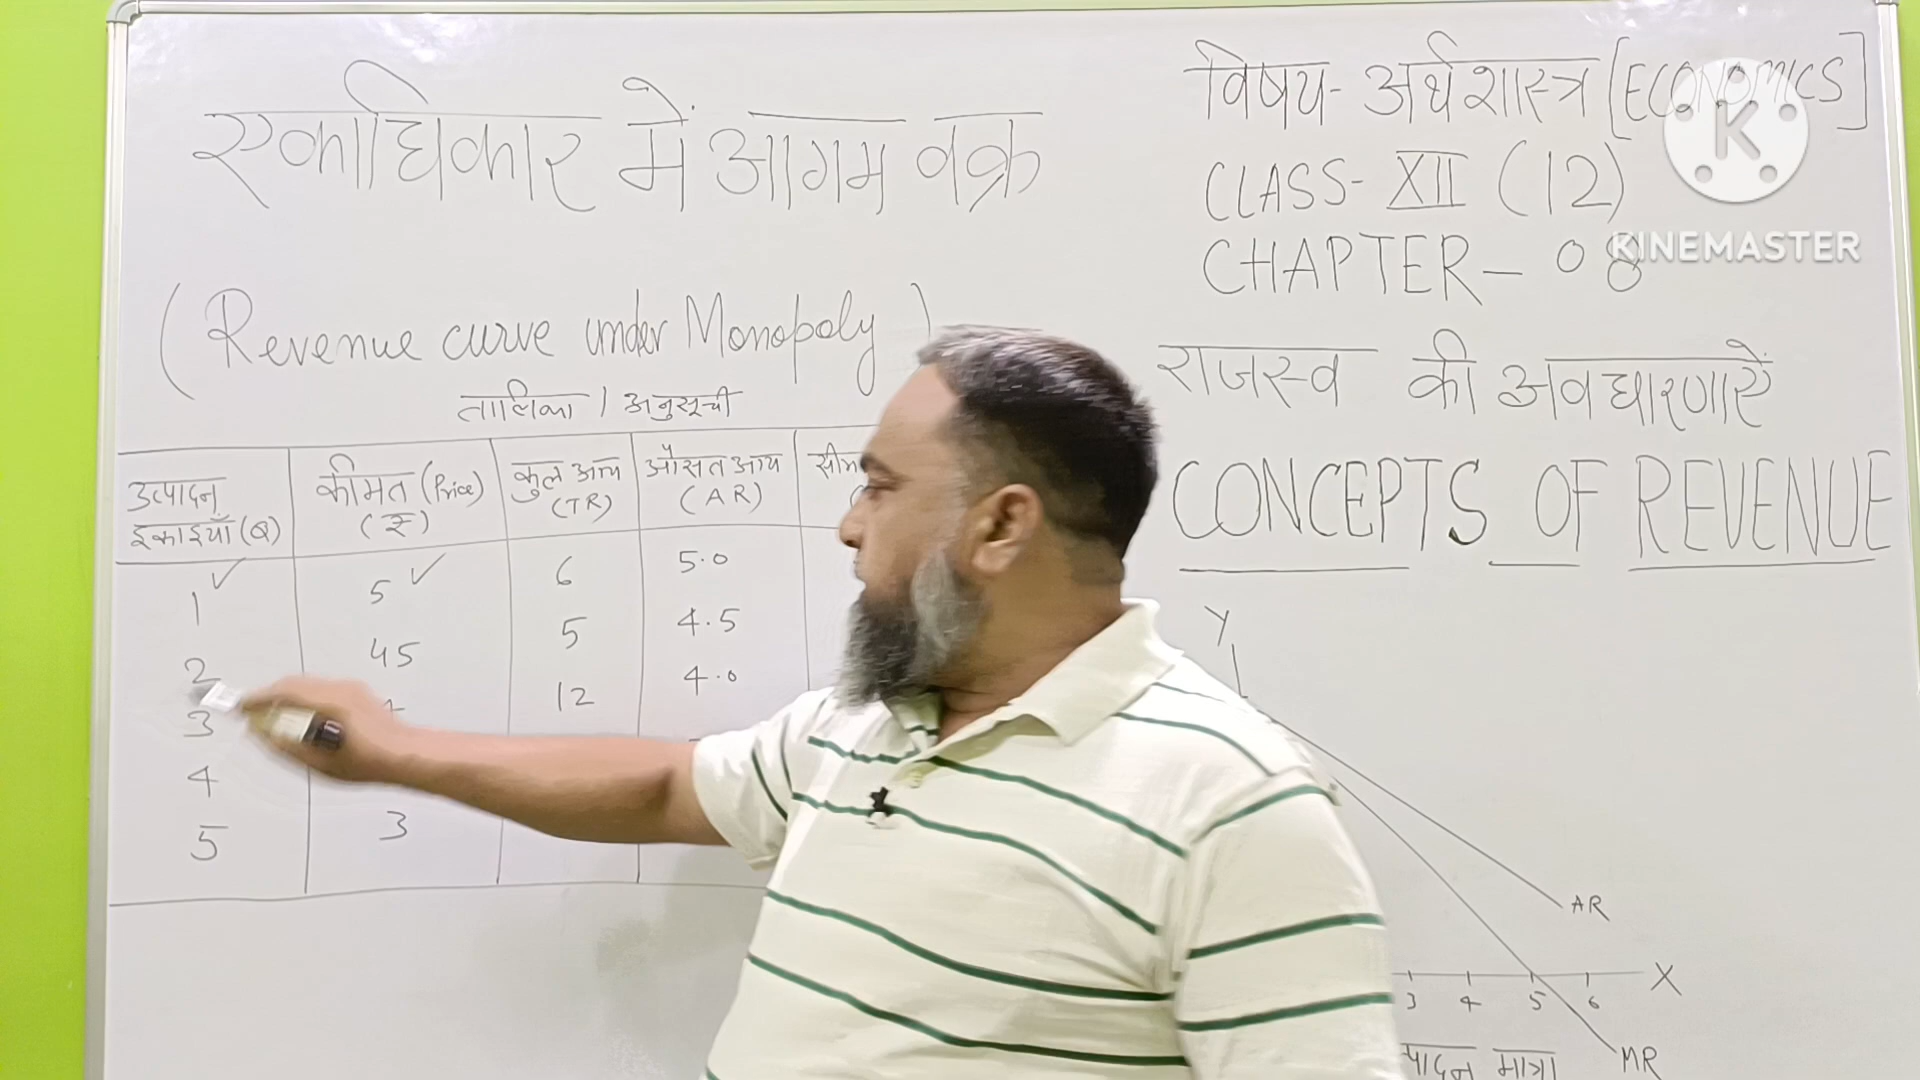 एकाधिकार में आगम वक्र
(Revenue curve under Monopoly)
तालिका / अनुसूची
उत्पादन इकाइयाँ (Q)
कीमत (Price) (₹)
कुल आय (TR)
औसत आय (AR)
1 ✓ 5 ✓ 6 5.0
2 45 5 4.5
3 12 4.0
4
5 3
विषय- अर्थशास्त्र [ECONOMICS]
CLASS- XII (12)
CHAPTER- 08
राजस्व की अवधारणाएँ
CONCEPTS OF REVENUE
Y
AR
X
3 4 5 6
मात्रा
MR
K
KINEMASTER